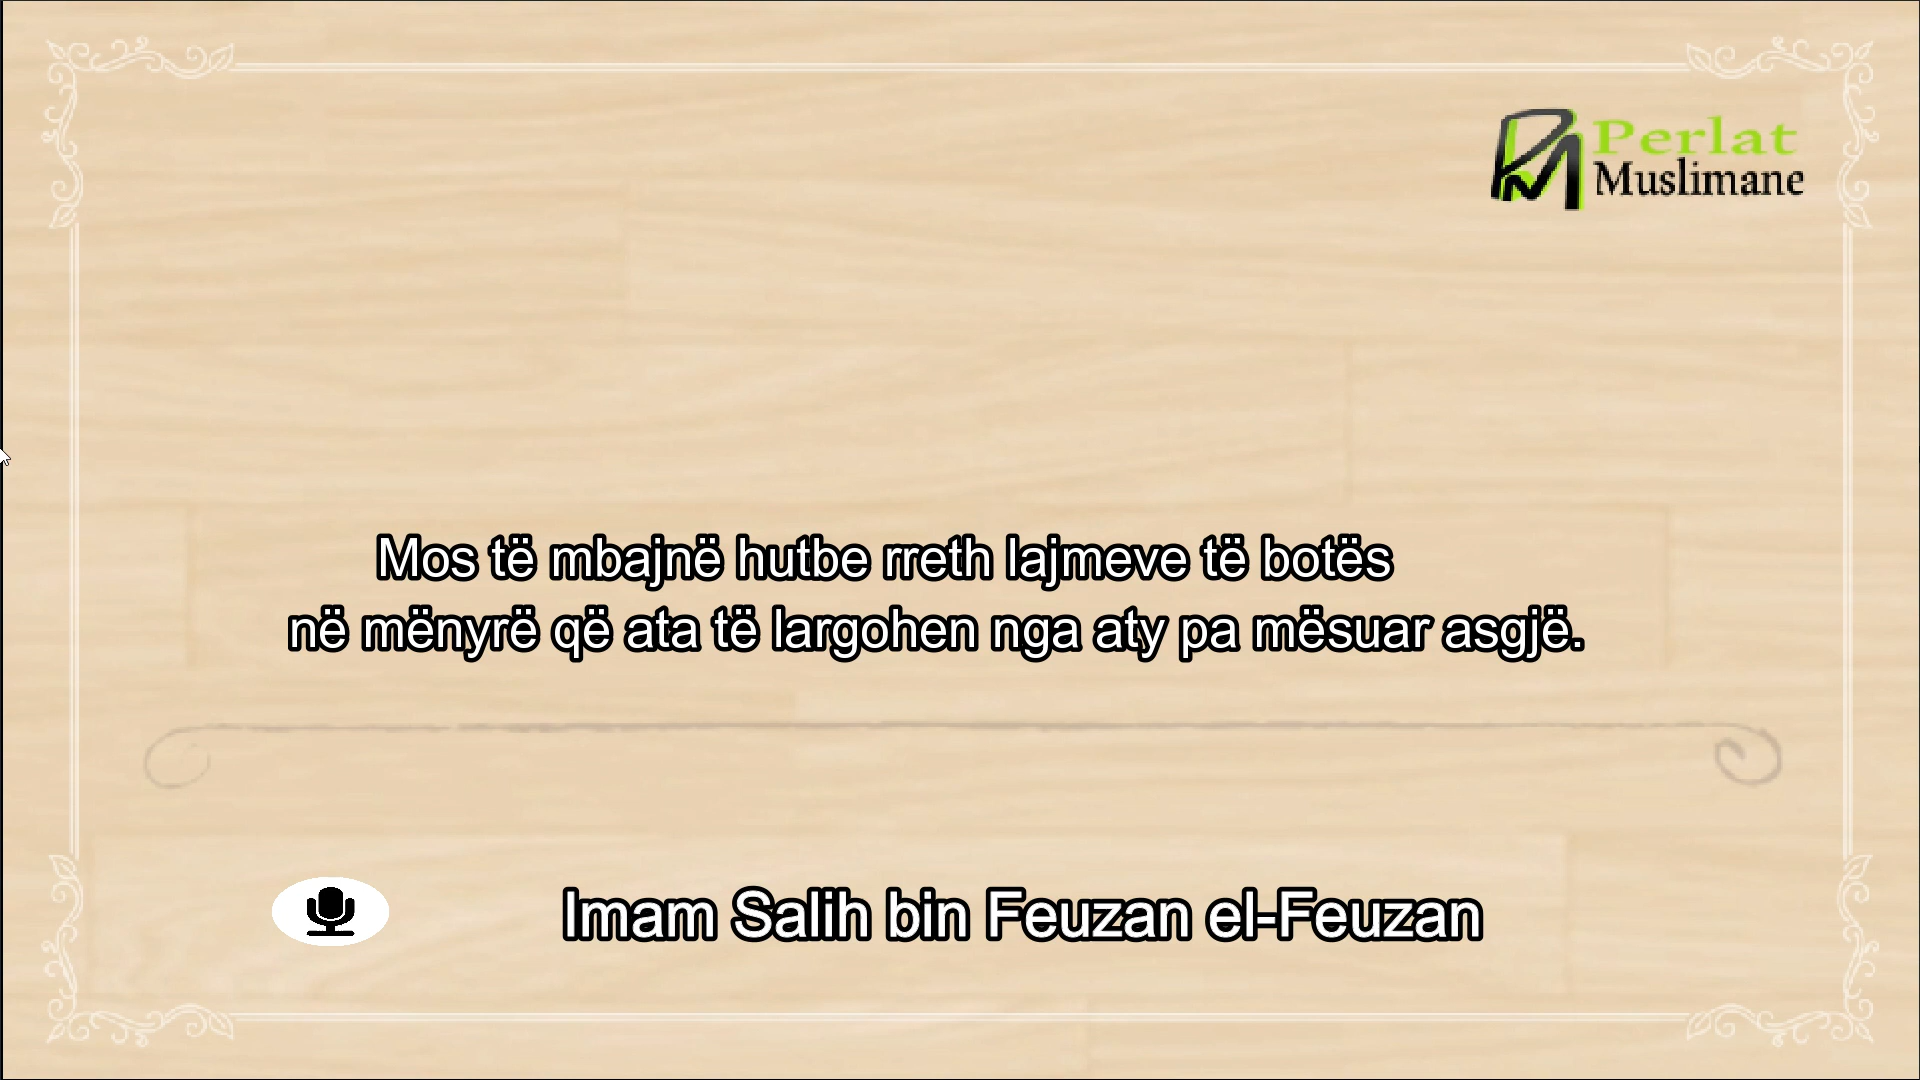 Perlat
Muslimane
Mos të mbajnë hutbe rreth lajmeve të botës
në mënyrë që ata të largohen nga aty pa mësuar asgjë.
Imam Salih bin Feuzan el-Feuzan